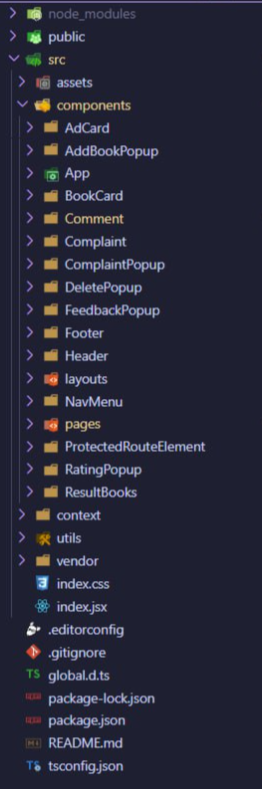 node_modules
public
src
assets
components
AdCard
AddBookPopup
App
BookCard
Comment
Complaint
ComplaintPopup
DeletePopup
FeedbackPopup
Footer
Header
layouts
NavMenu
pages
ProtectedRouteElement
RatingPopup
ResultBooks
context
utils
vendor
index.css
index.jsx
.editorconfig
.gitignore
TS global.d.ts
package-lock.json
package.json
README.md
TS tsconfig.json